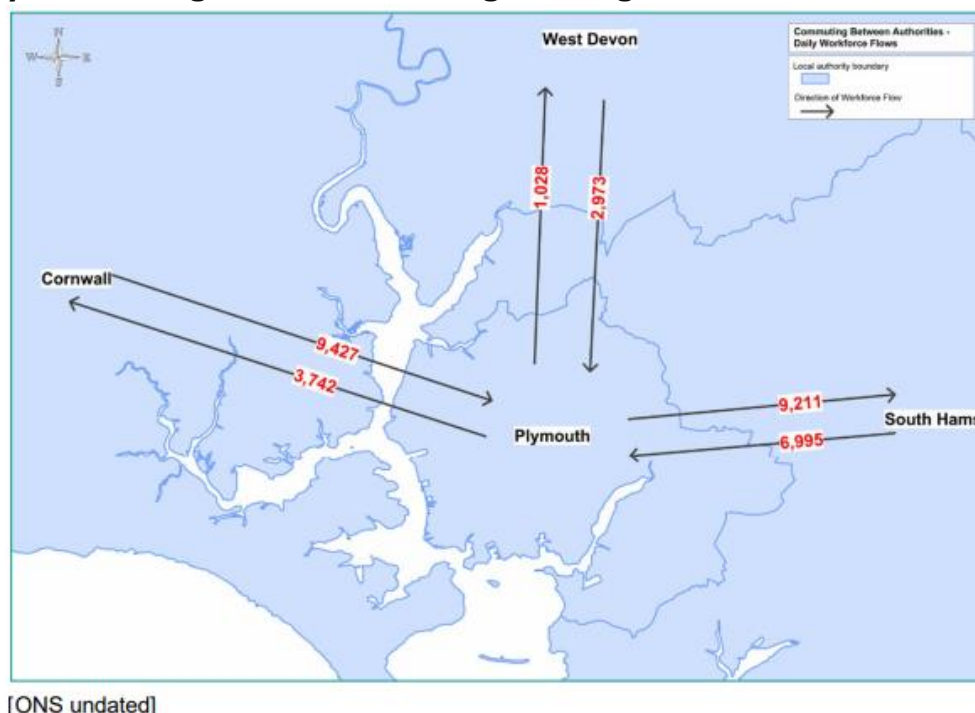 West Devon
Commuting Between Authorities -
Daily Workforce Flows
Local authority boundary
Direction of Workforce Flow
N
W E
S
1,028
2,973
Cornwall
9,427
3,742
9,211
South Hams
6,995
Plymouth
[ONS undated]